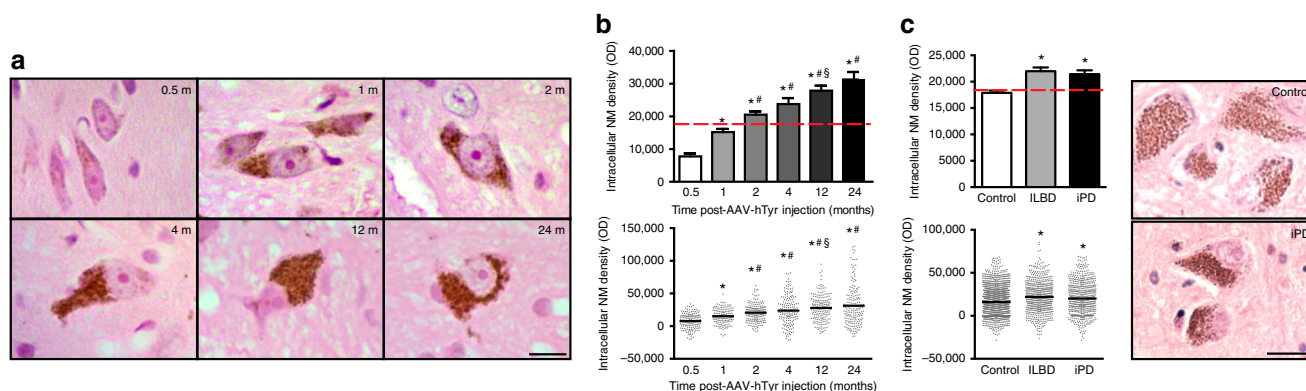 a
0.5 m
1 m
2 m
4 m
12 m
24 m
b
Intracellular NM density (OD)
40,000
30,000
20,000
10,000
0
* * # * # * # § * #
0.5 1 2 4 12 24
Time post-AAV-hTyr injection (months)
Intracellular NM density (OD)
150,000
100,000
50,000
0
–50,000
* * # * # * # § * #
0.5 1 2 4 12 24
Time post-AAV-hTyr injection (months)
c
Intracellular NM density (OD)
25,000
20,000
15,000
10,000
5000
0
* *
Control ILBD iPD
Intracellular NM density (OD)
100,000
50,000
0
–50,000
* *
Control ILBD iPD
Control
iPD